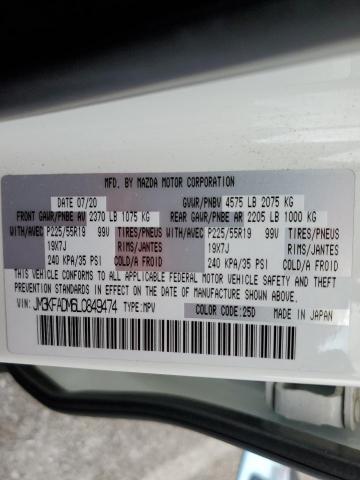 MFD. BY MAZDA MOTOR CORPORATION
DATE 07/20 GVWR/PNBV 4575 LB 2075 KG
FRONT GAWR/PNBE AV 2370 LB 1075 KG REAR GAWR/PNBE AR 2205 LB 1000 KG
WITH/AVEC P225/55R19 99V TIRES/PNEUS WITH/AVEC P225/55R19 99V TIRES/PNEUS
19X7J RIMS/JANTES 19X7J RIMS/JANTES
240 KPA/35 PSI COLD/A FROID 240 KPA/35 PSI COLD/A FROID
THIS VEHICLE CONFORMS TO ALL APPLICABLE FEDERAL MOTOR VEHICLE SAFETY AND THEFT
PREVENTION STANDARDS IN EFFECT ON THE DATE OF MANUFACTURE SHOWN ABOVE.
VIN: JM3KFADM6L0849474 TYPE:MPV COLOR CODE:25D MADE IN JAPAN